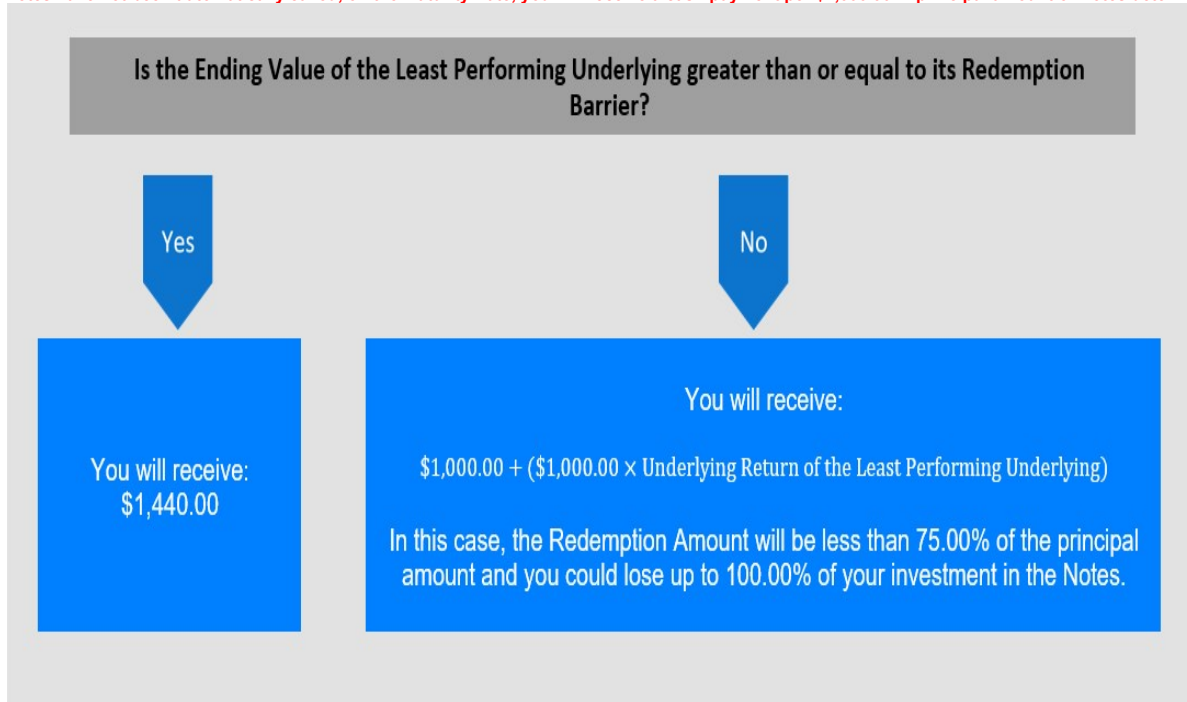 Is the Ending Value of the Least Performing Underlying greater than or equal to its Redemption
Barrier?
Yes
No
You will receive:
$1,440.00
You will receive:
$1,000.00 + ($1,000.00 × Underlying Return of the Least Performing Underlying)
In this case, the Redemption Amount will be less than 75.00% of the principal
amount and you could lose up to 100.00% of your investment in the Notes.